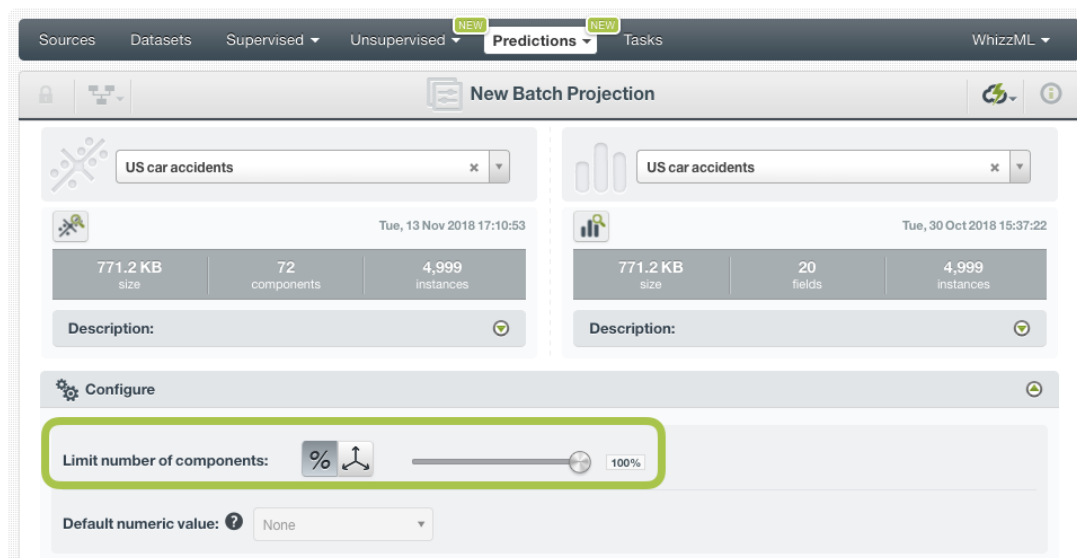 NEW NEW
Sources Datasets Supervised Unsupervised Predictions Tasks WhizzML
New Batch Projection
US car accidents
Tue, 13 Nov 2018 17:10:53
771.2 KB 72 4,999
size components instances
Description:
US car accidents
Tue, 30 Oct 2018 15:37:22
771.2 KB 20 4,999
size fields instances
Description:
Configure
Limit number of components: % 100%
Default numeric value: ? None